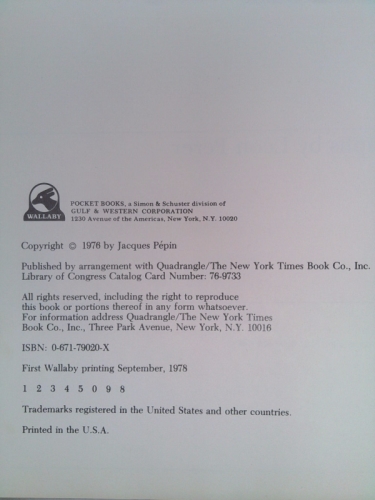 WALLABY
POCKET BOOKS, a Simon & Schuster division of
GULF & WESTERN CORPORATION
1230 Avenue of the Americas, New York, N.Y. 10020
Copyright © 1976 by Jacques Pépin
Published by arrangement with Quadrangle/The New York Times Book Co., Inc.
Library of Congress Catalog Card Number: 76-9733
All rights reserved, including the right to reproduce
this book or portions thereof in any form whatsoever.
For information address Quadrangle/The New York Times
Book Co., Inc., Three Park Avenue, New York, N.Y. 10016
ISBN: 0-671-79020-X
First Wallaby printing September, 1978
1 2 3 4 5 0 9 8
Trademarks registered in the United States and other countries.
Printed in the U.S.A.